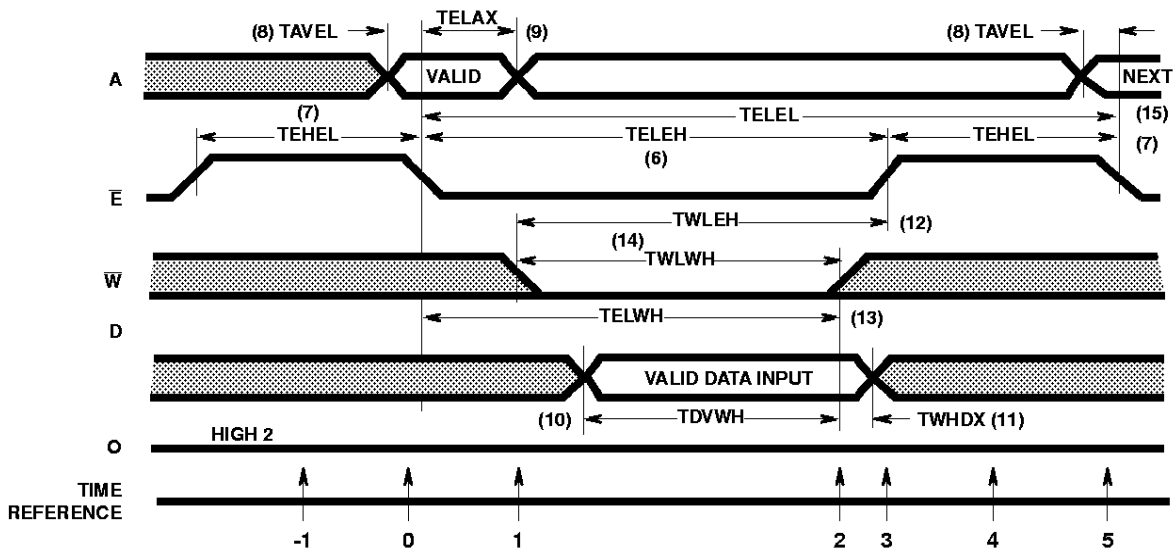 (8) TAVEL
TELAX
(9)
(8) TAVEL
A
VALID
NEXT
(7)
TELEL
(15)
TEHEL
TELEH
TEHEL
(7)
(6)
E
TWLEH
(12)
(14)
W
TWLWH
TELWH
(13)
D
VALID DATA INPUT
(10)
TDVWH
TWHDX (11)
HIGH 2
O
TIME
REFERENCE
-1 0 1 2 3 4 5